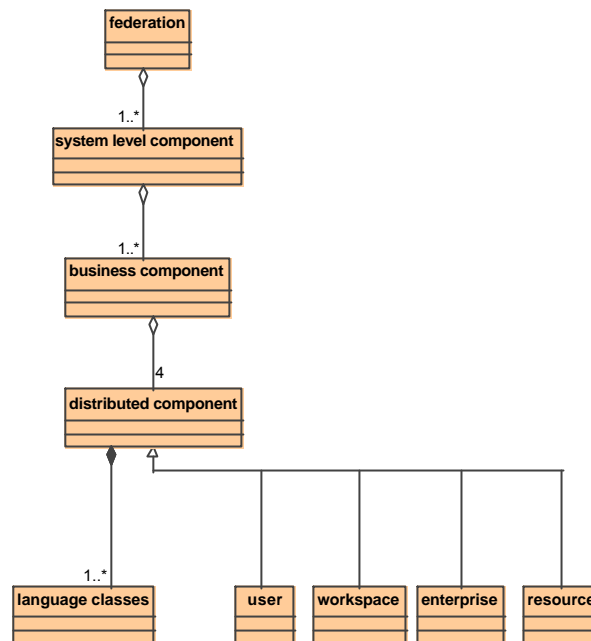 federation
1..*
system level component
1..*
business component
4
distributed component
1..*
language classes
user
workspace
enterprise
resource